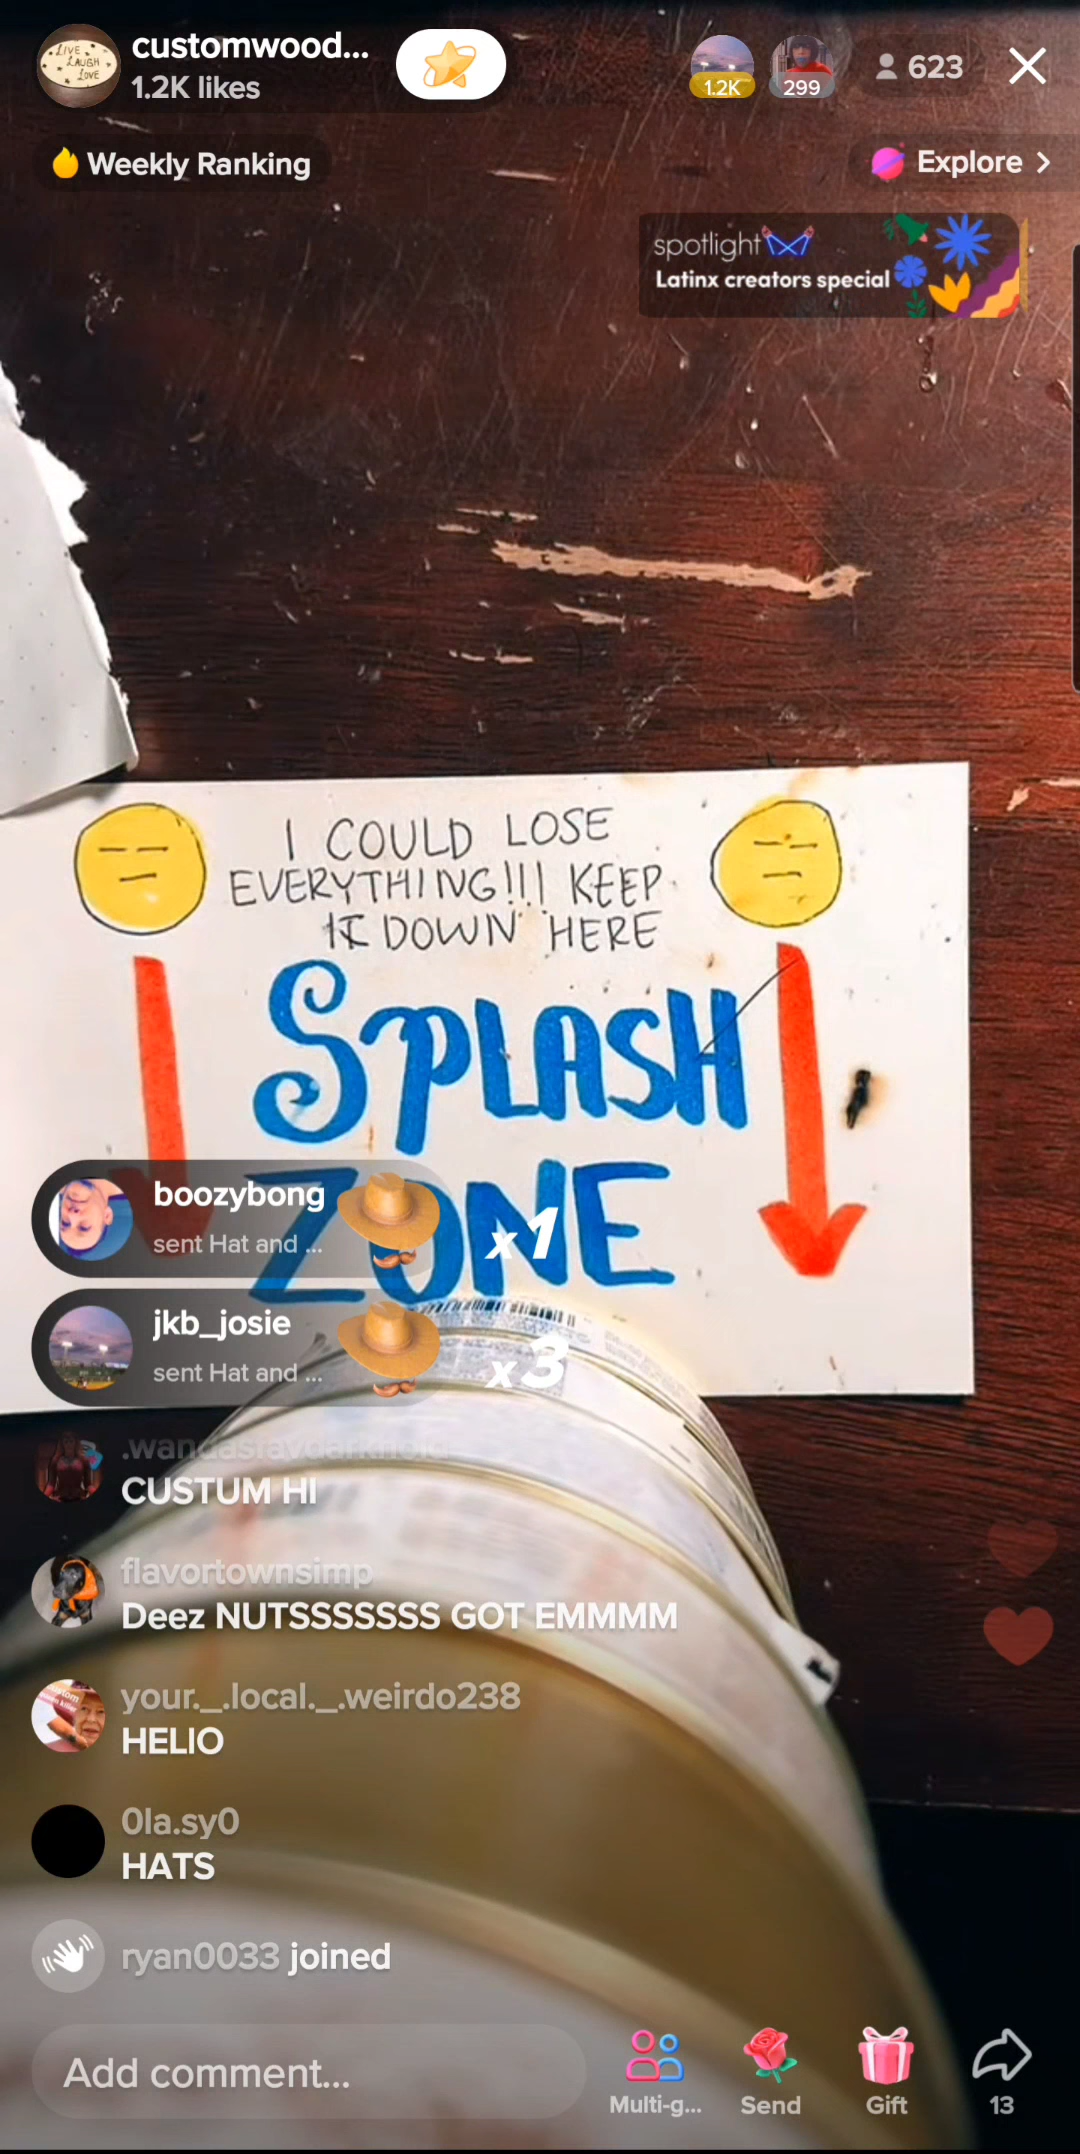 LIVE
LAUGH
LOVE
customwood...
1.2K likes
1.2K
299
623
Weekly Ranking
Explore >
spotlight
Latinx creators special
I COULD LOSE
EVERYTHING!!! KEEP
IT DOWN HERE
SPLASH
ZONE
boozybong
sent Hat and ...
x1
jkb_josie
sent Hat and ...
x3
CUSTUM HI
flavortownsimp
Deez NUTSSSSSSS GOT EMMMM
your._.local._.weirdo238
HELIO
0la.sy0
HATS
ryan0033 joined
Add comment...
Multi-g...
Send
Gift
13